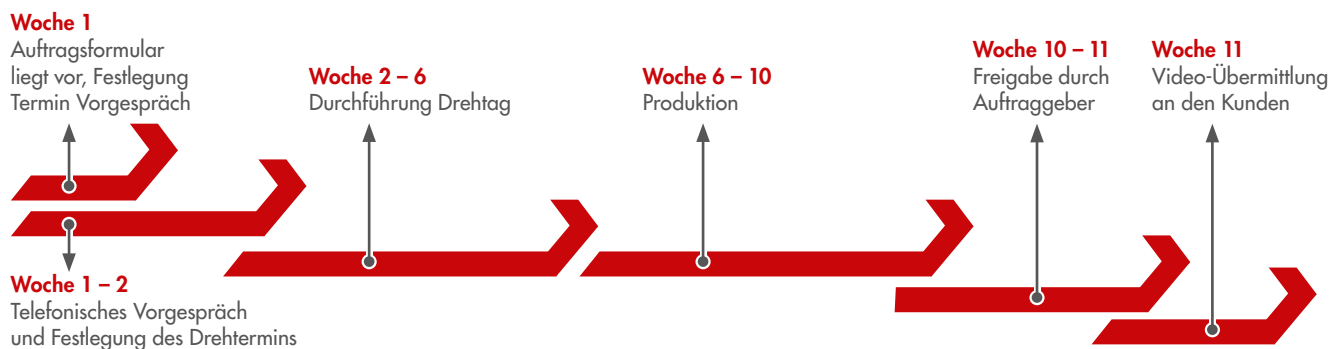 Woche 1
Auftragsformular
liegt vor, Festlegung
Termin Vorgespräch
Woche 1 – 2
Telefonisches Vorgespräch
und Festlegung des Drehtermins
Woche 2 – 6
Durchführung Drehtag
Woche 6 – 10
Produktion
Woche 10 – 11
Freigabe durch
Auftraggeber
Woche 11
Video-Übermittlung
an den Kunden